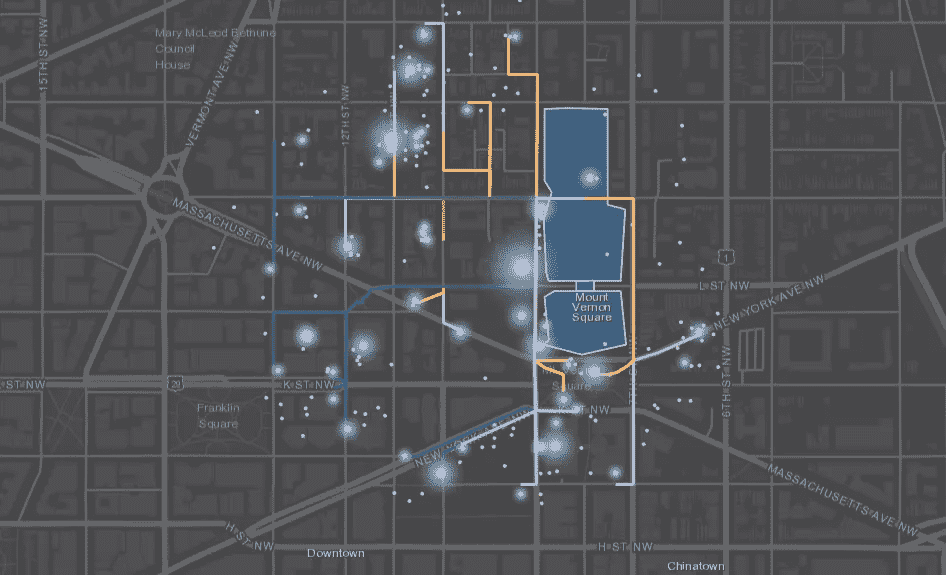 Mary McLeod Bethune
Council
House
15TH ST NW
VERMONT AVE NW
12TH ST NW
MASSACHUSETTS AVE NW
1
L ST NW
NEW YORK AVE NW
Mount
Vernon
Square
Square
6TH ST NW
ST NW
29
K ST NW
Franklin
Square
NW
NEW YORK A
MASSACHUSETTS AVE NW
H ST NW
Downtown
H ST NW
Chinatown